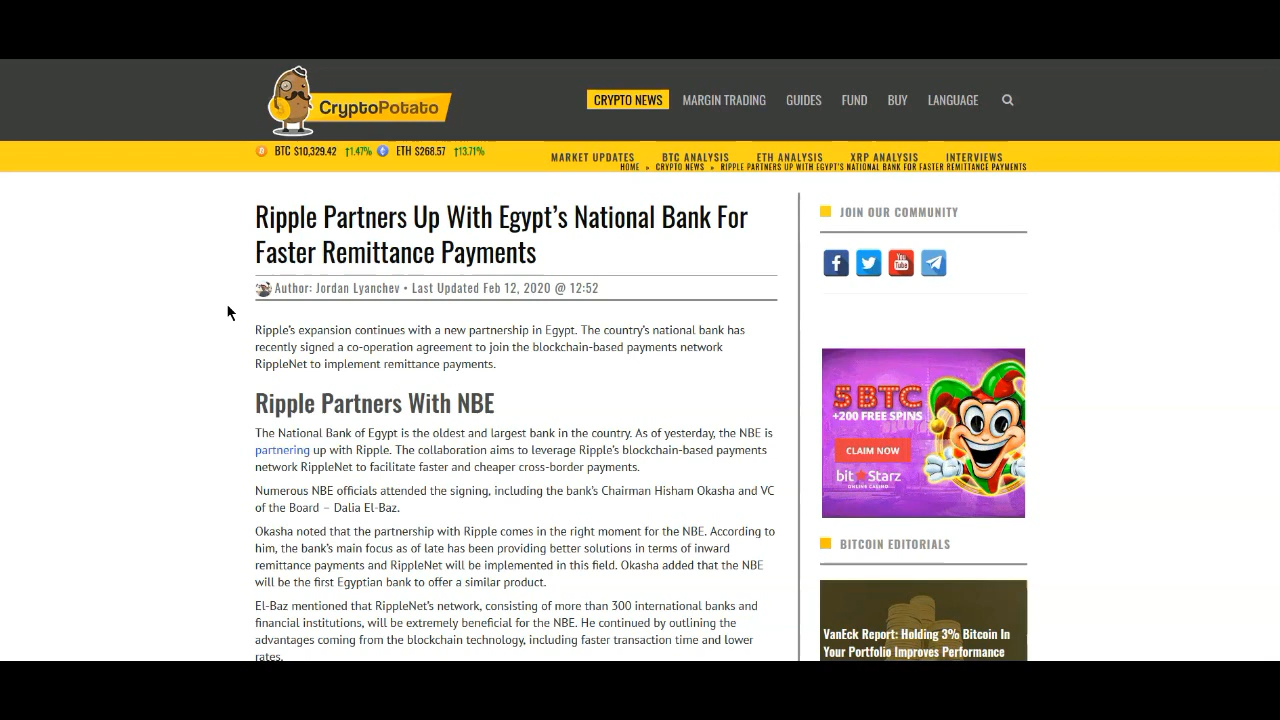 CryptoPotato
CRYPTO NEWS MARGIN TRADING GUIDES FUND BUY LANGUAGE
BTC $10,329.42 ↑1.47% ETH $268.57 ↑13.71%
MARKET UPDATES BTC ANALYSIS ETH ANALYSIS XRP ANALYSIS INTERVIEWS
HOME » CRYPTO NEWS » RIPPLE PARTNERS UP WITH EGYPT'S NATIONAL BANK FOR FASTER REMITTANCE PAYMENTS
Ripple Partners Up With Egypt’s National Bank For
Faster Remittance Payments
Author: Jordan Lyanchev • Last Updated Feb 12, 2020 @ 12:52
Ripple’s expansion continues with a new partnership in Egypt. The country’s national bank has
recently signed a co-operation agreement to join the blockchain-based payments network
RippleNet to implement remittance payments.
Ripple Partners With NBE
The National Bank of Egypt is the oldest and largest bank in the country. As of yesterday, the NBE is
partnering up with Ripple. The collaboration aims to leverage Ripple’s blockchain-based payments
network RippleNet to facilitate faster and cheaper cross-border payments.
Numerous NBE officials attended the signing, including the bank’s Chairman Hisham Okasha and VC
of the Board – Dalia El-Baz.
Okasha noted that the partnership with Ripple comes in the right moment for the NBE. According to
him, the bank’s main focus as of late has been providing better solutions in terms of inward
remittance payments and RippleNet will be implemented in this field. Okasha added that the NBE
will be the first Egyptian bank to offer a similar product.
El-Baz mentioned that RippleNet’s network, consisting of more than 300 international banks and
financial institutions, will be extremely beneficial for the NBE. He continued by outlining the
advantages coming from the blockchain technology, including faster transaction time and lower
rates.
JOIN OUR COMMUNITY
You
Tube
5 BTC
+200 FREE SPINS
CLAIM NOW
bitStarz
ONLINE CASINO
BITCOIN EDITORIALS
VanEck Report: Holding 3% Bitcoin In
Your Portfolio Improves Performance